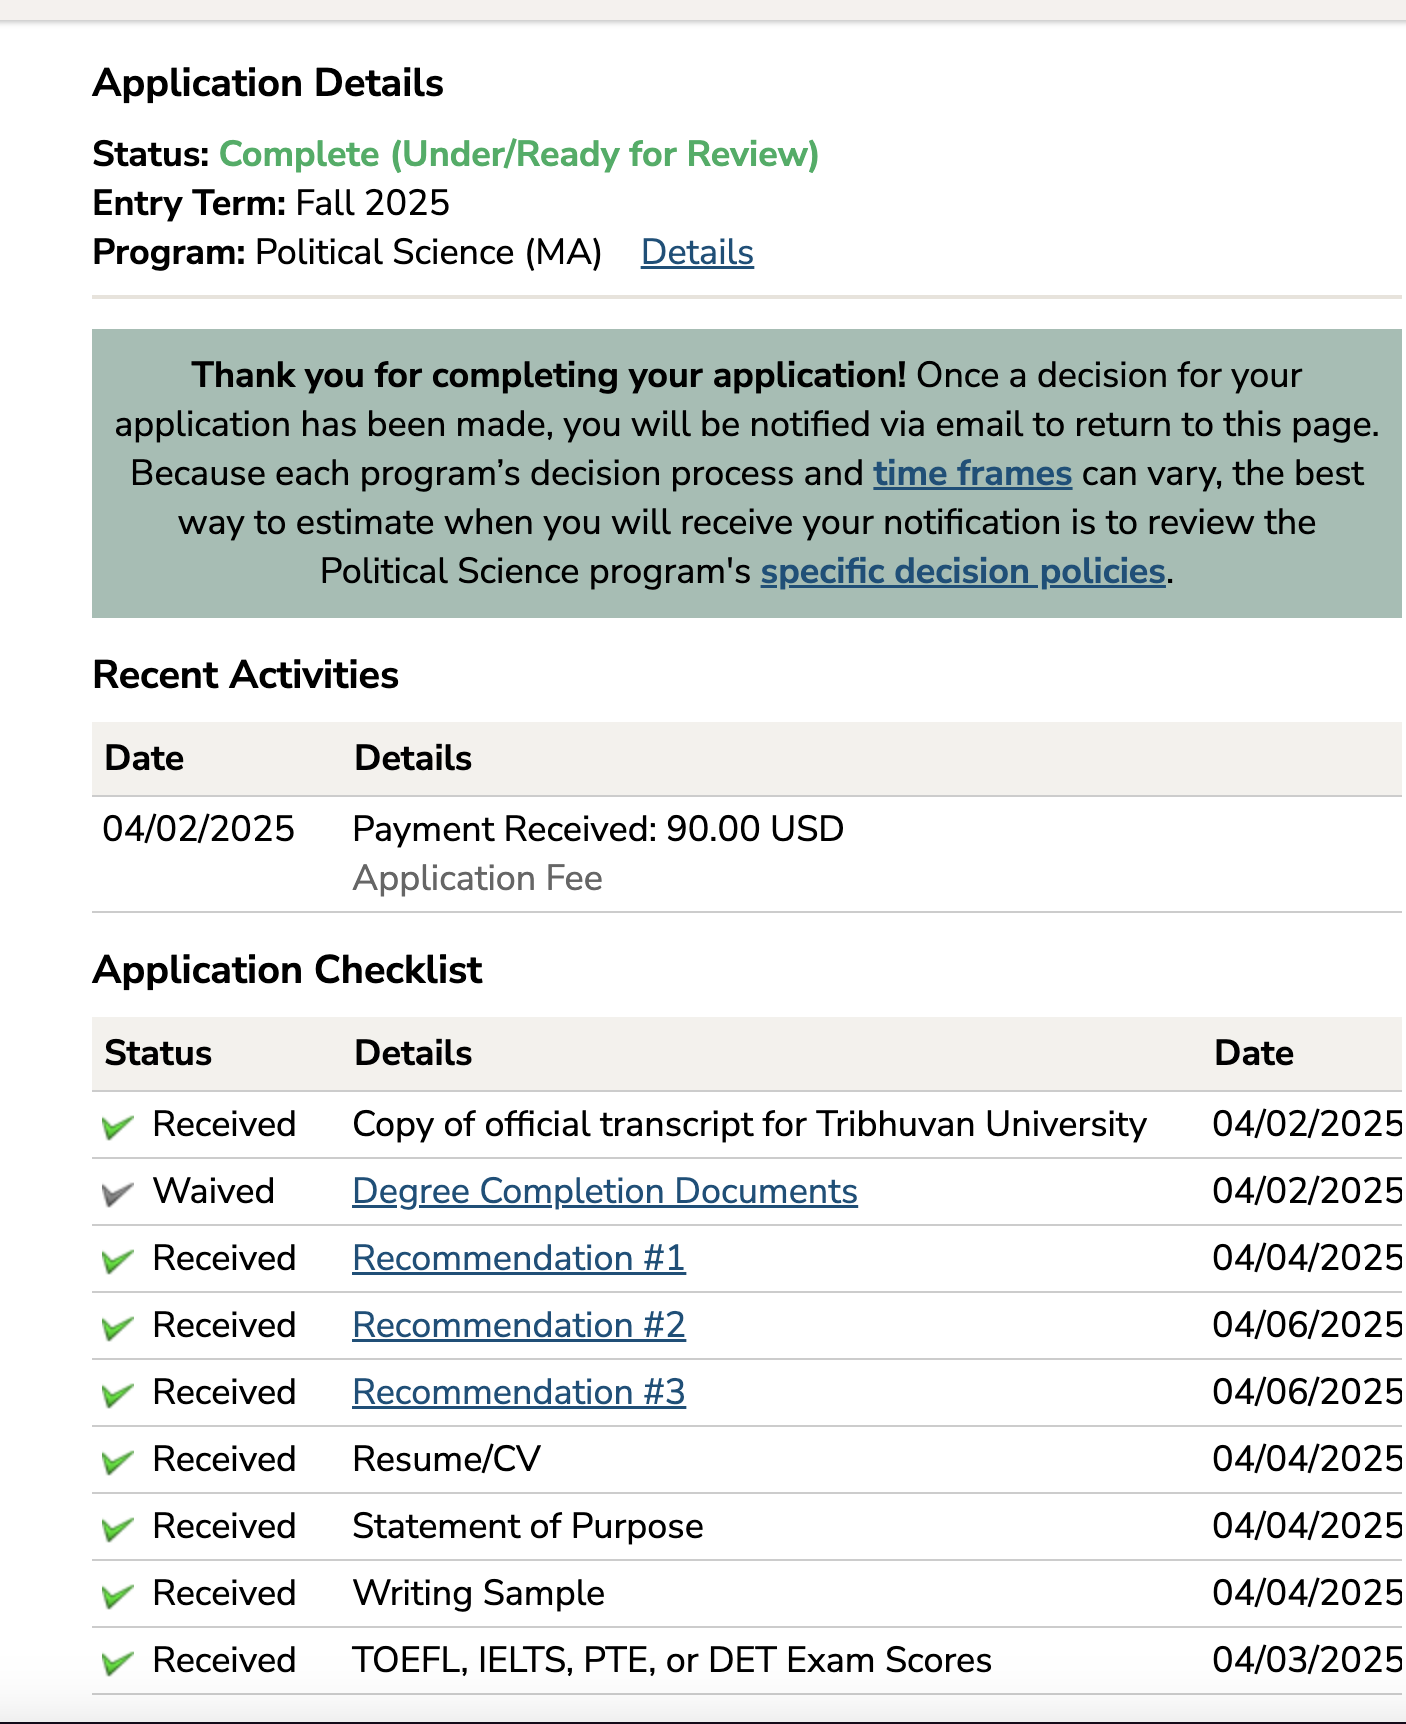 Application Details
Status: Complete (Under/Ready for Review)
Entry Term: Fall 2025
Program: Political Science (MA) Details
Thank you for completing your application! Once a decision for your
application has been made, you will be notified via email to return to this page.
Because each program’s decision process and time frames can vary, the best
way to estimate when you will receive your notification is to review the
Political Science program's specific decision policies.
Recent Activities
Date Details
04/02/2025 Payment Received: 90.00 USD
Application Fee
Application Checklist
Status Details Date
Received Copy of official transcript for Tribhuvan University 04/02/2025
Waived Degree Completion Documents 04/02/2025
Received Recommendation #1 04/04/2025
Received Recommendation #2 04/06/2025
Received Recommendation #3 04/06/2025
Received Resume/CV 04/04/2025
Received Statement of Purpose 04/04/2025
Received Writing Sample 04/04/2025
Received TOEFL, IELTS, PTE, or DET Exam Scores 04/03/2025